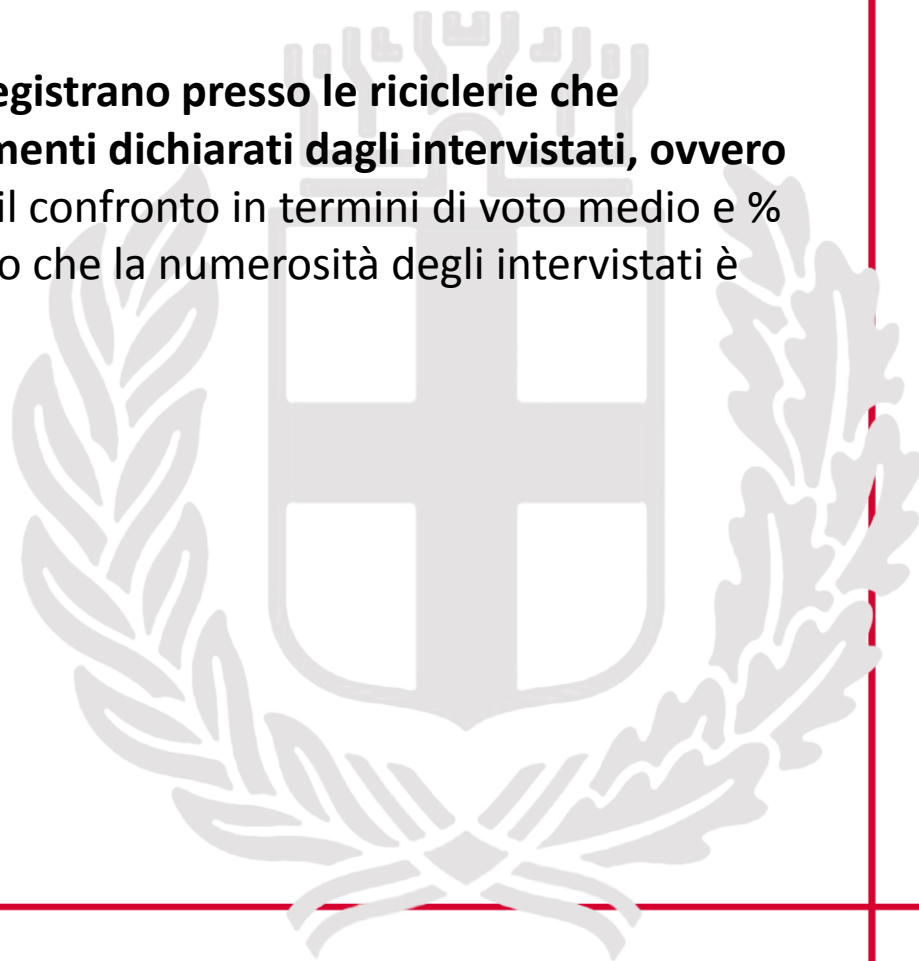 egistrano presso le riciclerie che
menti dichiarati dagli intervistati, ovvero
il confronto in termini di voto medio e %
o che la numerosità degli intervistati è